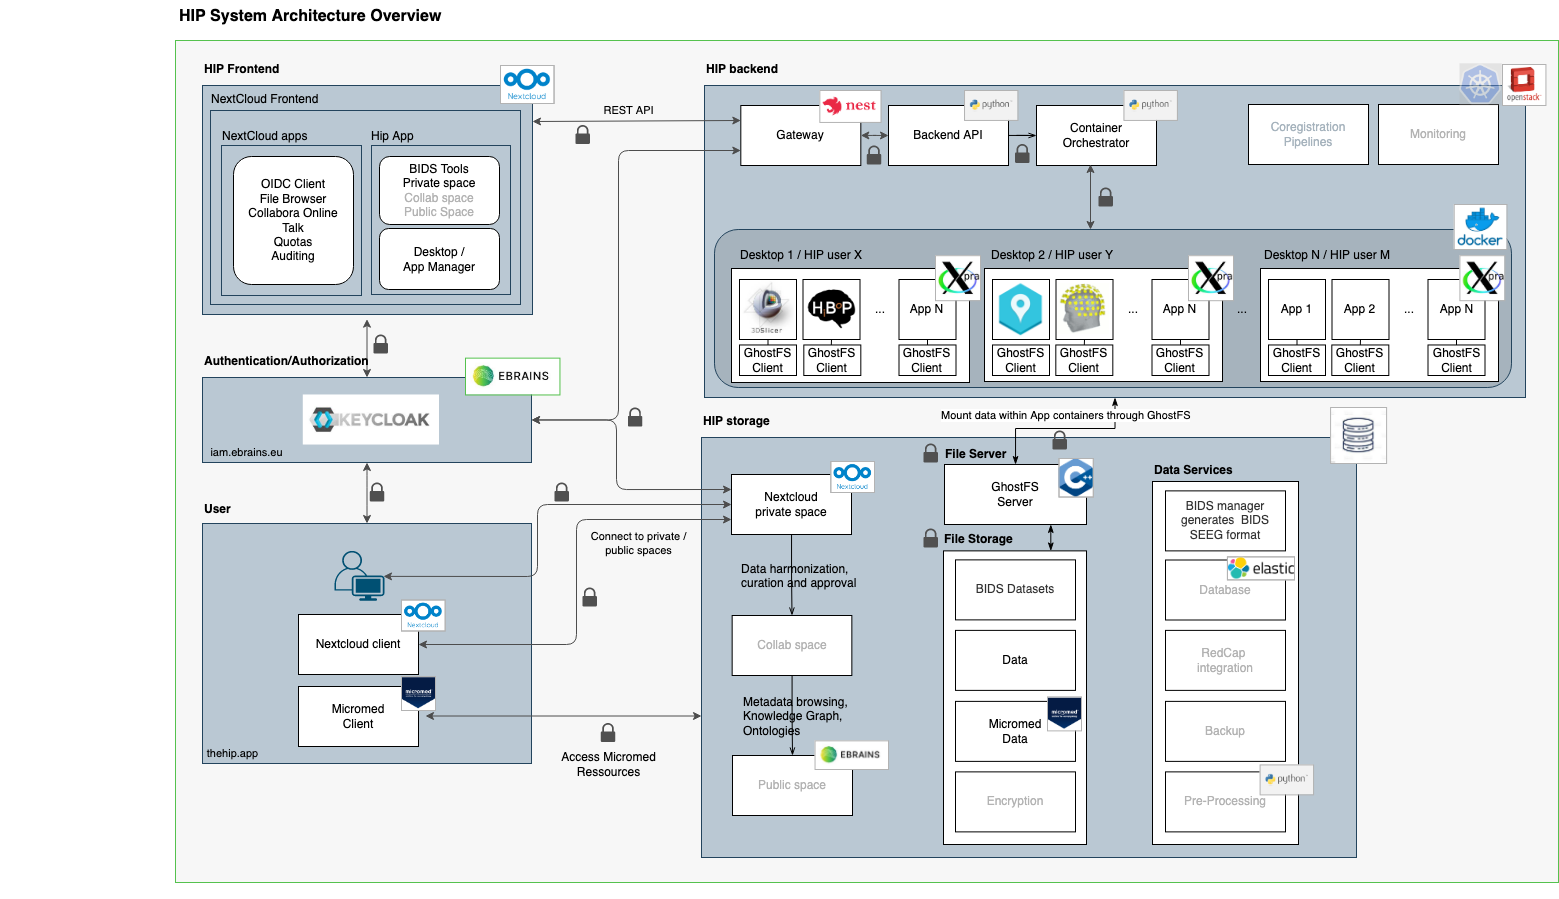 HIP System Architecture Overview
HIP Frontend
Nextcloud
NextCloud Frontend
NextCloud apps
OIDC Client
File Browser
Collabora Online
Talk
Quotas
Auditing
Hip App
BIDS Tools
Private space
Collab space
Public Space
Desktop /
App Manager
REST API
HIP backend
openstack.
Gateway
nest
Backend API
python
Container
Orchestrator
python
Coregistration
Pipelines
Monitoring
docker
Desktop 1 / HIP user X
Xpra
3DSlicer
HBP
...
App N
GhostFS
Client
GhostFS
Client
GhostFS
Client
Desktop 2 / HIP user Y
Xpra
...
App N
GhostFS
Client
GhostFS
Client
GhostFS
Client
...
Desktop N / HIP user M
Xpra
App 1
App 2
...
App N
GhostFS
Client
GhostFS
Client
GhostFS
Client
Authentication/Authorization
EBRAINS
KEYCLOAK
iam.ebrains.eu
User
Nextcloud client
Nextcloud
Micromed
Client
micromed
thehip.app
Connect to private /
public spaces
Access Micromed
Ressources
Mount data within App containers through GhostFS
HIP storage
Nextcloud
private space
Nextcloud
Data harmonization,
curation and approval
Collab space
Metadata browsing,
Knowledge Graph,
Ontologies
EBRAINS
Public space
File Server
GhostFS
Server
C++
File Storage
BIDS Datasets
Data
Micromed
Data
micromed
Encryption
Data Services
BIDS manager
generates BIDS
SEEG format
elastic
Database
RedCap
integration
Backup
python
Pre-Processing